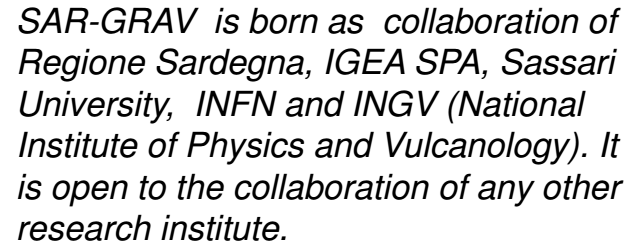 SAR-GRAV is born as collaboration of
Regione Sardegna, IGEA SPA, Sassari
University, INFN and INGV (National
Institute of Physics and Vulcanology). It
is open to the collaboration of any other
research institute.